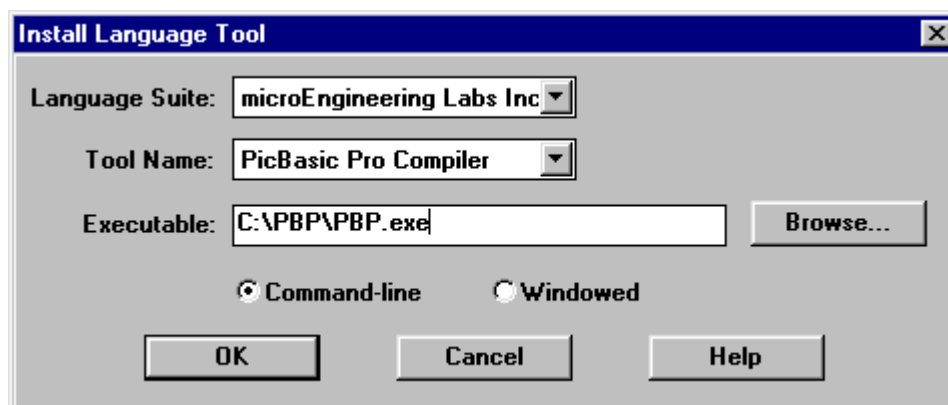 Install Language Tool
Language Suite: microEngineering Labs Inc
Tool Name: PicBasic Pro Compiler
Executable: C:\PBP\PBP.exe Browse...
Command-line Windowed
OK Cancel Help